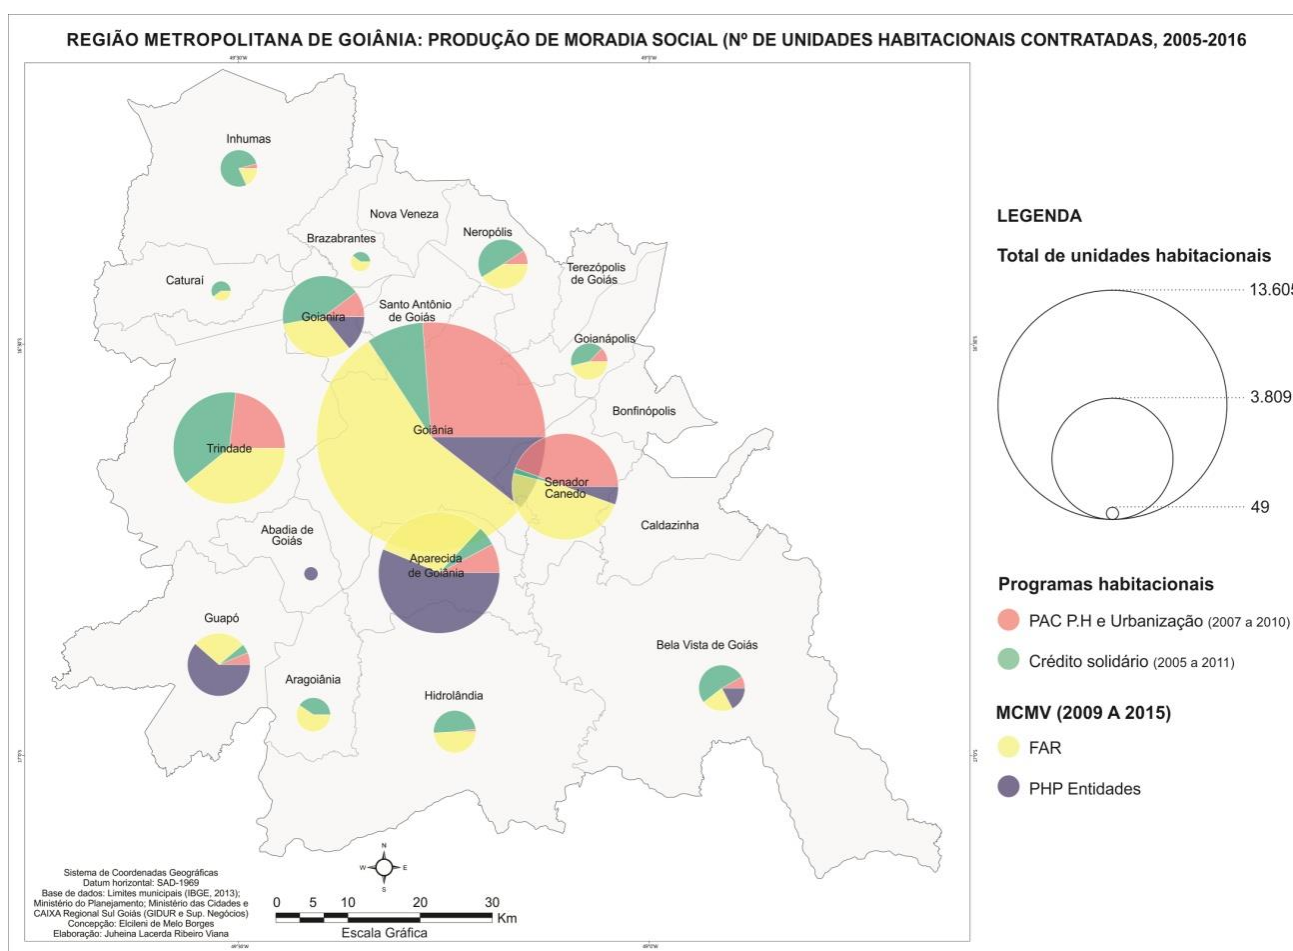 REGIÃO METROPOLITANA DE GOIÂNIA: PRODUÇÃO DE MORADIA SOCIAL (Nº DE UNIDADES HABITACIONAIS CONTRATADAS, 2005-2016
Inhumas
Nova Veneza
Brazabrantes
Neropólis
Terezópolis
de Goiás
Caturaí
Santo Antônio
de Goiás
Goianira
Goianápolis
Bonfinópolis
Goiânia
Trindade
Senador
Canedo
Caldazinha
Abadia de
Goiás
Aparecida
de Goiânia
Guapó
Bela Vista de Goiás
Aragoiânia
Hidrolândia
LEGENDA
Total de unidades habitacionais
13.605
3.809
49
Programas habitacionais
PAC P.H e Urbanização (2007 a 2010)
Crédito solidário (2005 a 2011)
MCMV (2009 A 2015)
FAR
PHP Entidades
N
W E
S
Sistema de Coordenadas Geográficas
Datum horizontal: SAD-1969
Base de dados: Limites municipais (IBGE, 2013);
Ministério do Planejamento; Ministério das Cidades e
CAIXA Regional Sul Goiás (GIDUR e Sup. Negócios)
Concepção: Elcileni de Melo Borges
Elaboração: Juheina Lacerda Ribeiro Viana
0 5 10 20 30
Km
Escala Gráfica